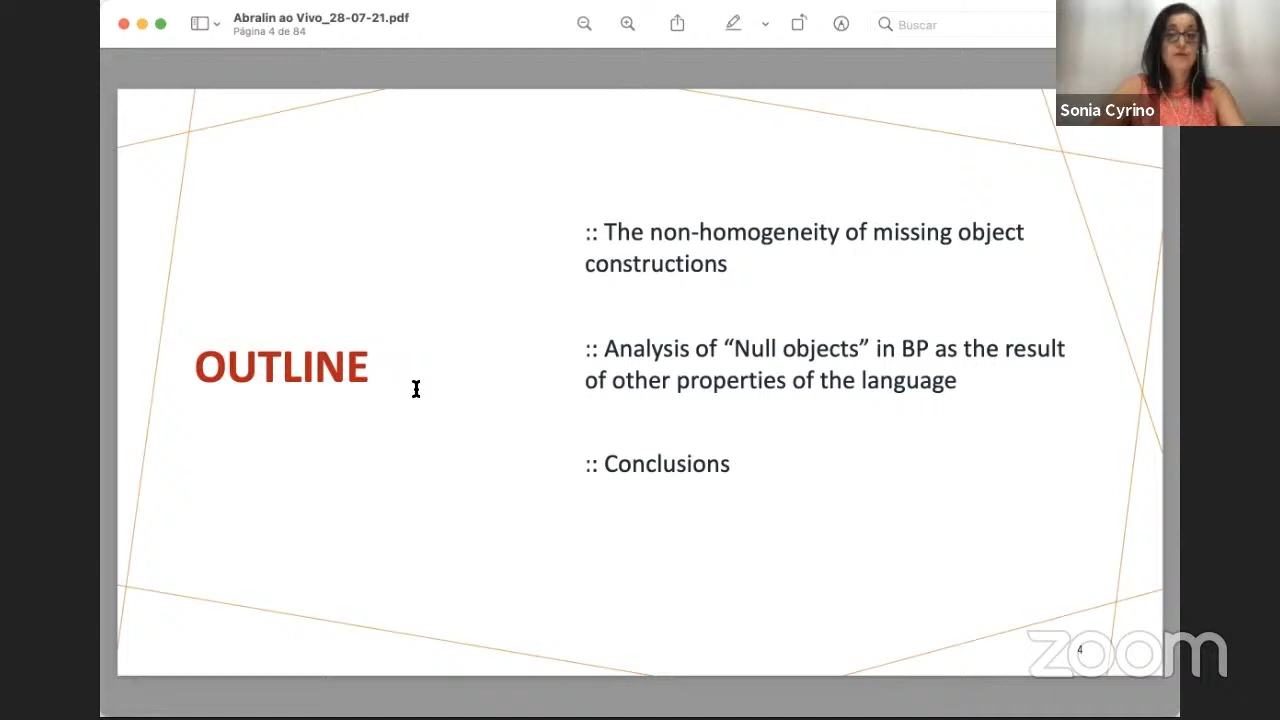 Abralin ao Vivo_28-07-21.pdf
Página 4 de 84
Buscar
Sonia Cyrino
:: The non-homogeneity of missing object
constructions
OUTLINE
:: Analysis of “Null objects” in BP as the result
of other properties of the language
:: Conclusions
4
zoom